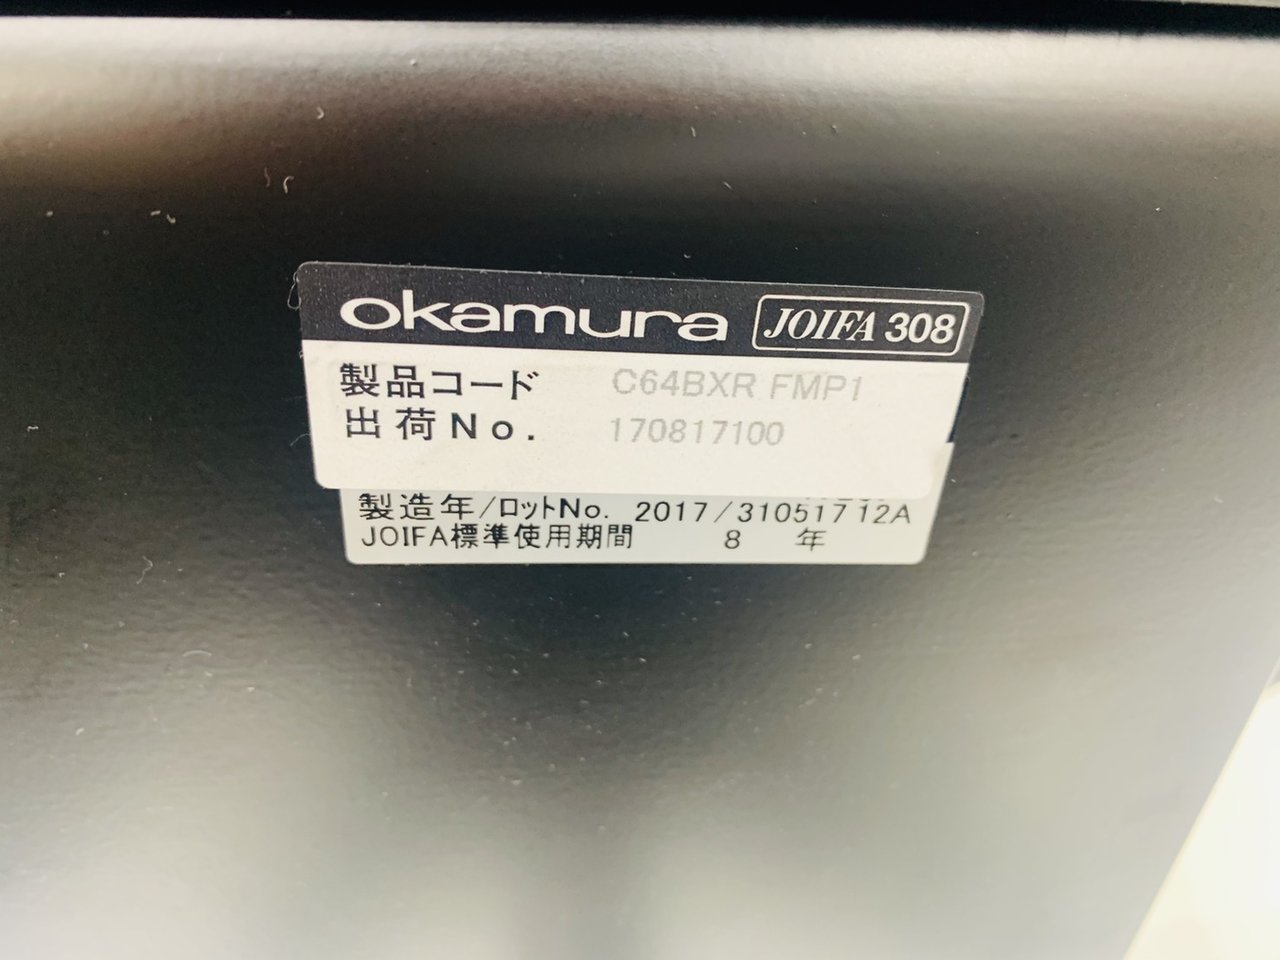 okamura JOIFA 308
製品コード C64BXR FMP1
出荷No. 170817100
製造年/ロットNo. 2017/31051712A
JOIFA標準使用期間 8 年